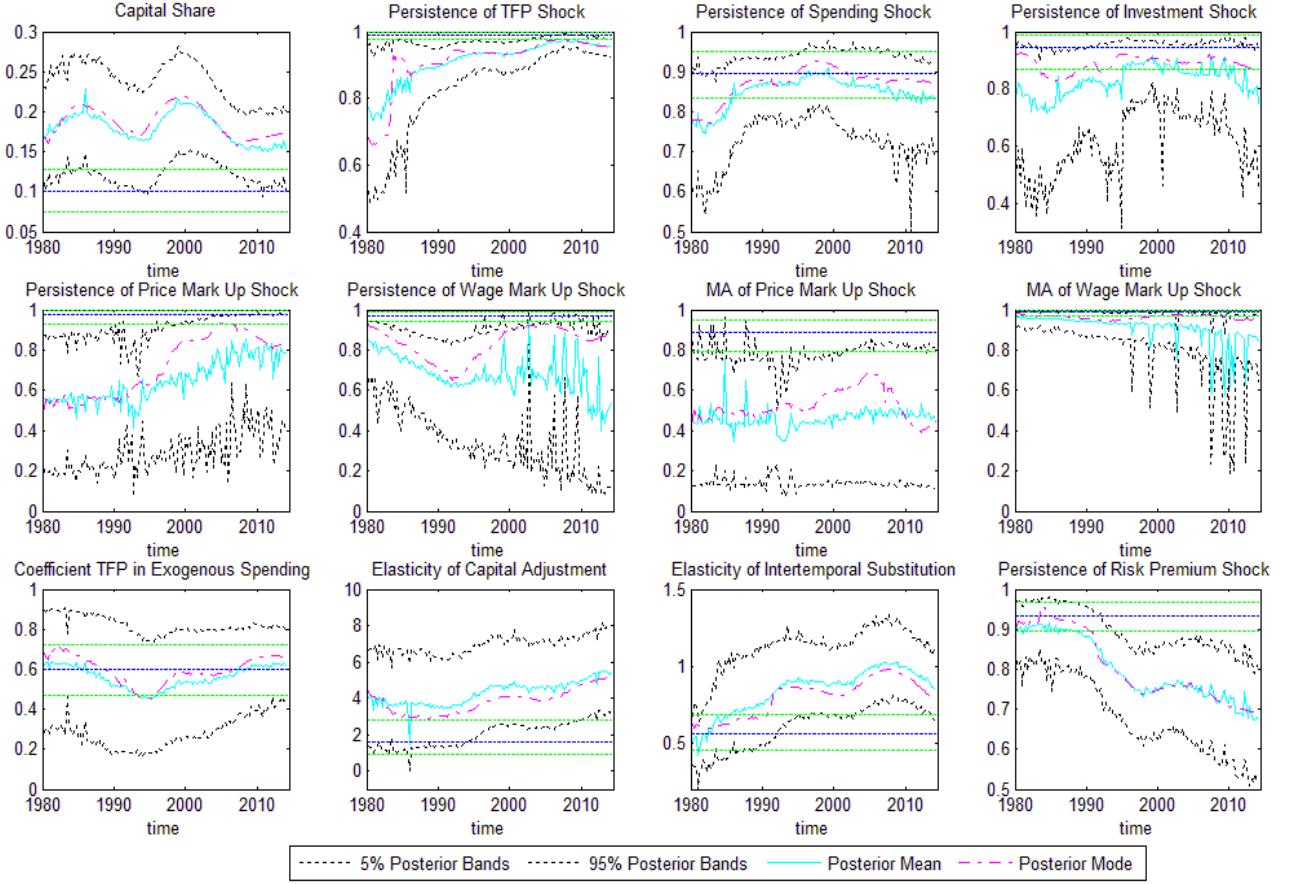 Capital Share
Persistence of TFP Shock
Persistence of Spending Shock
Persistence of Investment Shock
0.3
0.25
0.2
0.15
0.1
0.05
1980 1990 2000 2010
time
1
0.8
0.6
0.4
1980 1990 2000 2010
time
1
0.9
0.8
0.7
0.6
0.5
1980 1990 2000 2010
time
1
0.8
0.6
0.4
1980 1990 2000 2010
time
Persistence of Price Mark Up Shock
Persistence of Wage Mark Up Shock
MA of Price Mark Up Shock
MA of Wage Mark Up Shock
1
0.8
0.6
0.4
0.2
0
1980 1990 2000 2010
time
1
0.8
0.6
0.4
0.2
0
1980 1990 2000 2010
time
1
0.8
0.6
0.4
0.2
0
1980 1990 2000 2010
time
1
0.8
0.6
0.4
0.2
0
1980 1990 2000 2010
time
Coefficient TFP in Exogenous Spending
Elasticity of Capital Adjustment
Elasticity of Intertemporal Substitution
Persistence of Risk Premium Shock
1
0.8
0.6
0.4
0.2
0
1980 1990 2000 2010
time
10
8
6
4
2
0
1980 1990 2000 2010
time
1.5
1
0.5
1980 1990 2000 2010
time
1
0.9
0.8
0.7
0.6
0.5
1980 1990 2000 2010
time
5% Posterior Bands 95% Posterior Bands Posterior Mean Posterior Mode